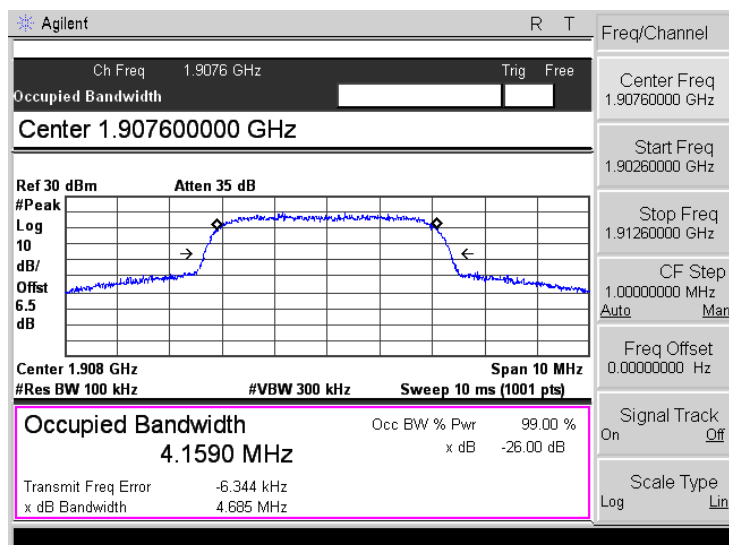 Agilent R T
Ch Freq 1.9076 GHz Trig Free
Occupied Bandwidth
Center 1.907600000 GHz
Ref 30 dBm Atten 35 dB
#Peak
Log
10
dB/
Offst
6.5
dB
Center 1.908 GHz Span 10 MHz
#Res BW 100 kHz #VBW 300 kHz Sweep 10 ms (1001 pts)
Occupied Bandwidth Occ BW % Pwr 99.00 %
4.1590 MHz x dB -26.00 dB
Transmit Freq Error -6.344 kHz
x dB Bandwidth 4.685 MHz
Freq/Channel
Center Freq
1.90760000 GHz
Start Freq
1.90260000 GHz
Stop Freq
1.91260000 GHz
CF Step
1.00000000 MHz
Auto Man
Freq Offset
0.00000000 Hz
Signal Track
On Off
Scale Type
Log Lin